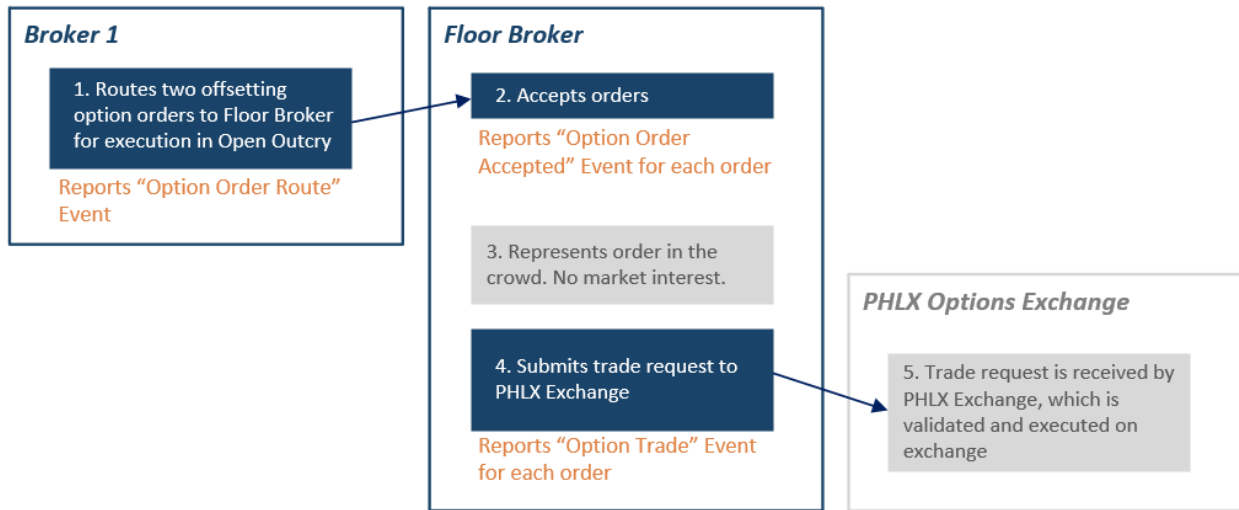 Broker 1
1. Routes two offsetting
option orders to Floor Broker
for execution in Open Outcry
Reports “Option Order Route”
Event
Floor Broker
2. Accepts orders
Reports “Option Order
Accepted” Event for each order
3. Represents order in the
crowd. No market interest.
4. Submits trade request to
PHLX Exchange
Reports “Option Trade” Event
for each order
PHLX Options Exchange
5. Trade request is received by
PHLX Exchange, which is
validated and executed on
exchange